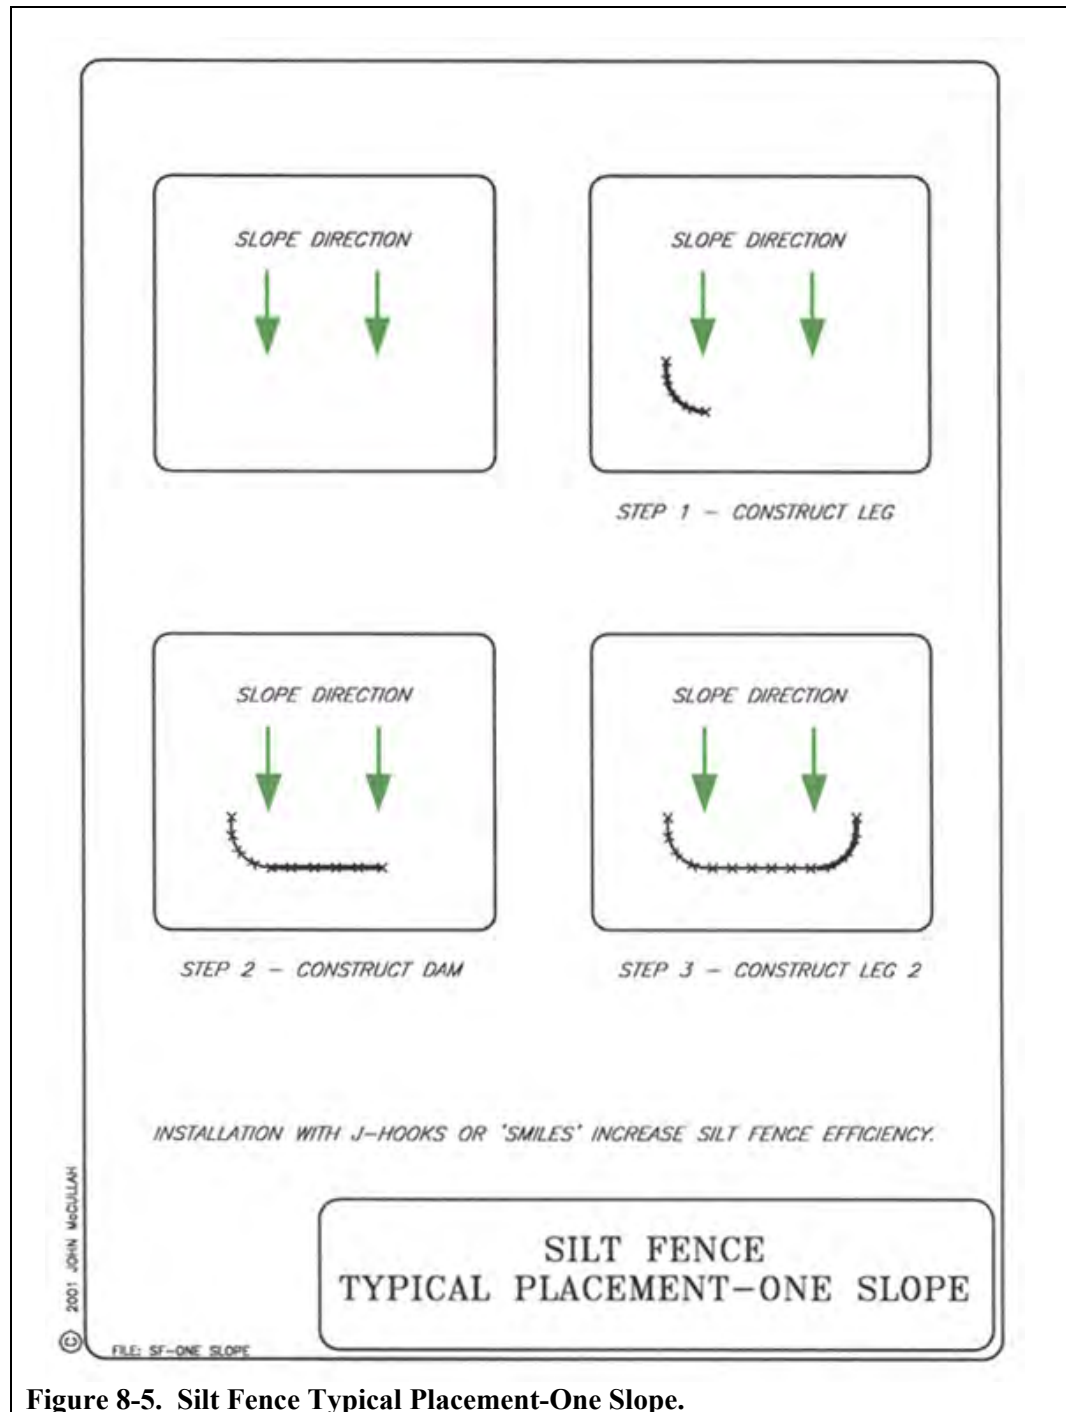 SLOPE DIRECTION
SLOPE DIRECTION
STEP 1 – CONSTRUCT LEG
SLOPE DIRECTION
SLOPE DIRECTION
STEP 2 – CONSTRUCT DAM
STEP 3 – CONSTRUCT LEG 2
INSTALLATION WITH J-HOOKS OR 'SMILES' INCREASE SILT FENCE EFFICIENCY.
© 2001 JOHN McCULLAH
SILT FENCE
TYPICAL PLACEMENT-ONE SLOPE
FILE: SF-ONE SLOPE
Figure 8-5. Silt Fence Typical Placement-One Slope.